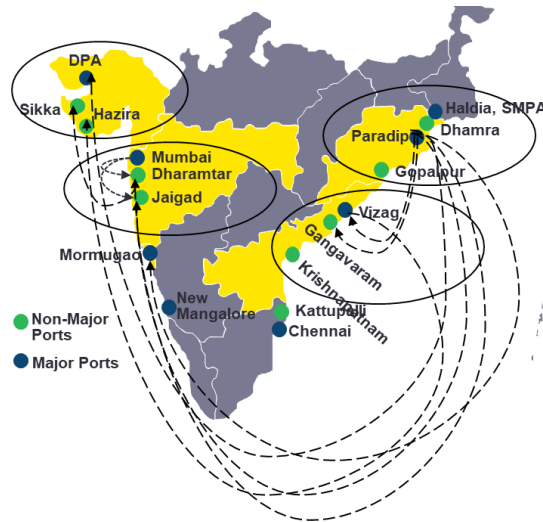 DPA
Sikka
Hazira
Haldia, SMPA
Dhamra
Paradip
Mumbai
Dharamtar
Gopalpur
Jaigad
Vizag
Gangavaram
Mormugao
Krishnapatnam
New
Mangalore
Kattupalli
Chennai
Non-Major
Ports
Major Ports